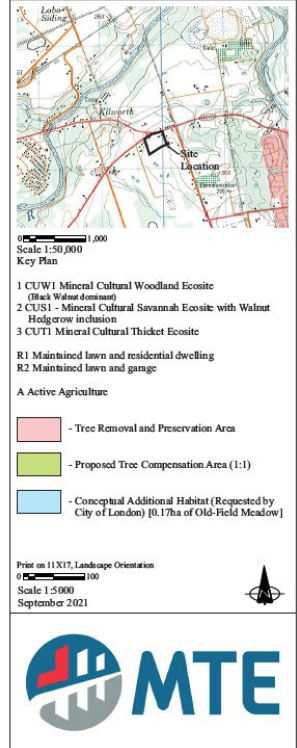 Lobo
Siding
263
Kilworth
Site
Location
0 1,000
Scale 1:50,000
Key Plan
1 CUW1 Mineral Cultural Woodland Ecosite
(Black Walnut dominant)
2 CUS1 - Mineral Cultural Savannah Ecosite with Walnut
Hedgerow inclusion
3 CUT1 Mineral Cultural Thicket Ecosite
R1 Maintained lawn and residential dwelling
R2 Maintained lawn and garage
A Active Agriculture
- Tree Removal and Preservation Area
- Proposed Tree Compensation Area (1:1)
- Conceptual Additional Habitat (Requested by
City of London) [0.17ha of Old-Field Meadow]
Print on 11X17, Landscape Orientation
0 100
Scale 1:5000
September 2021
MTE